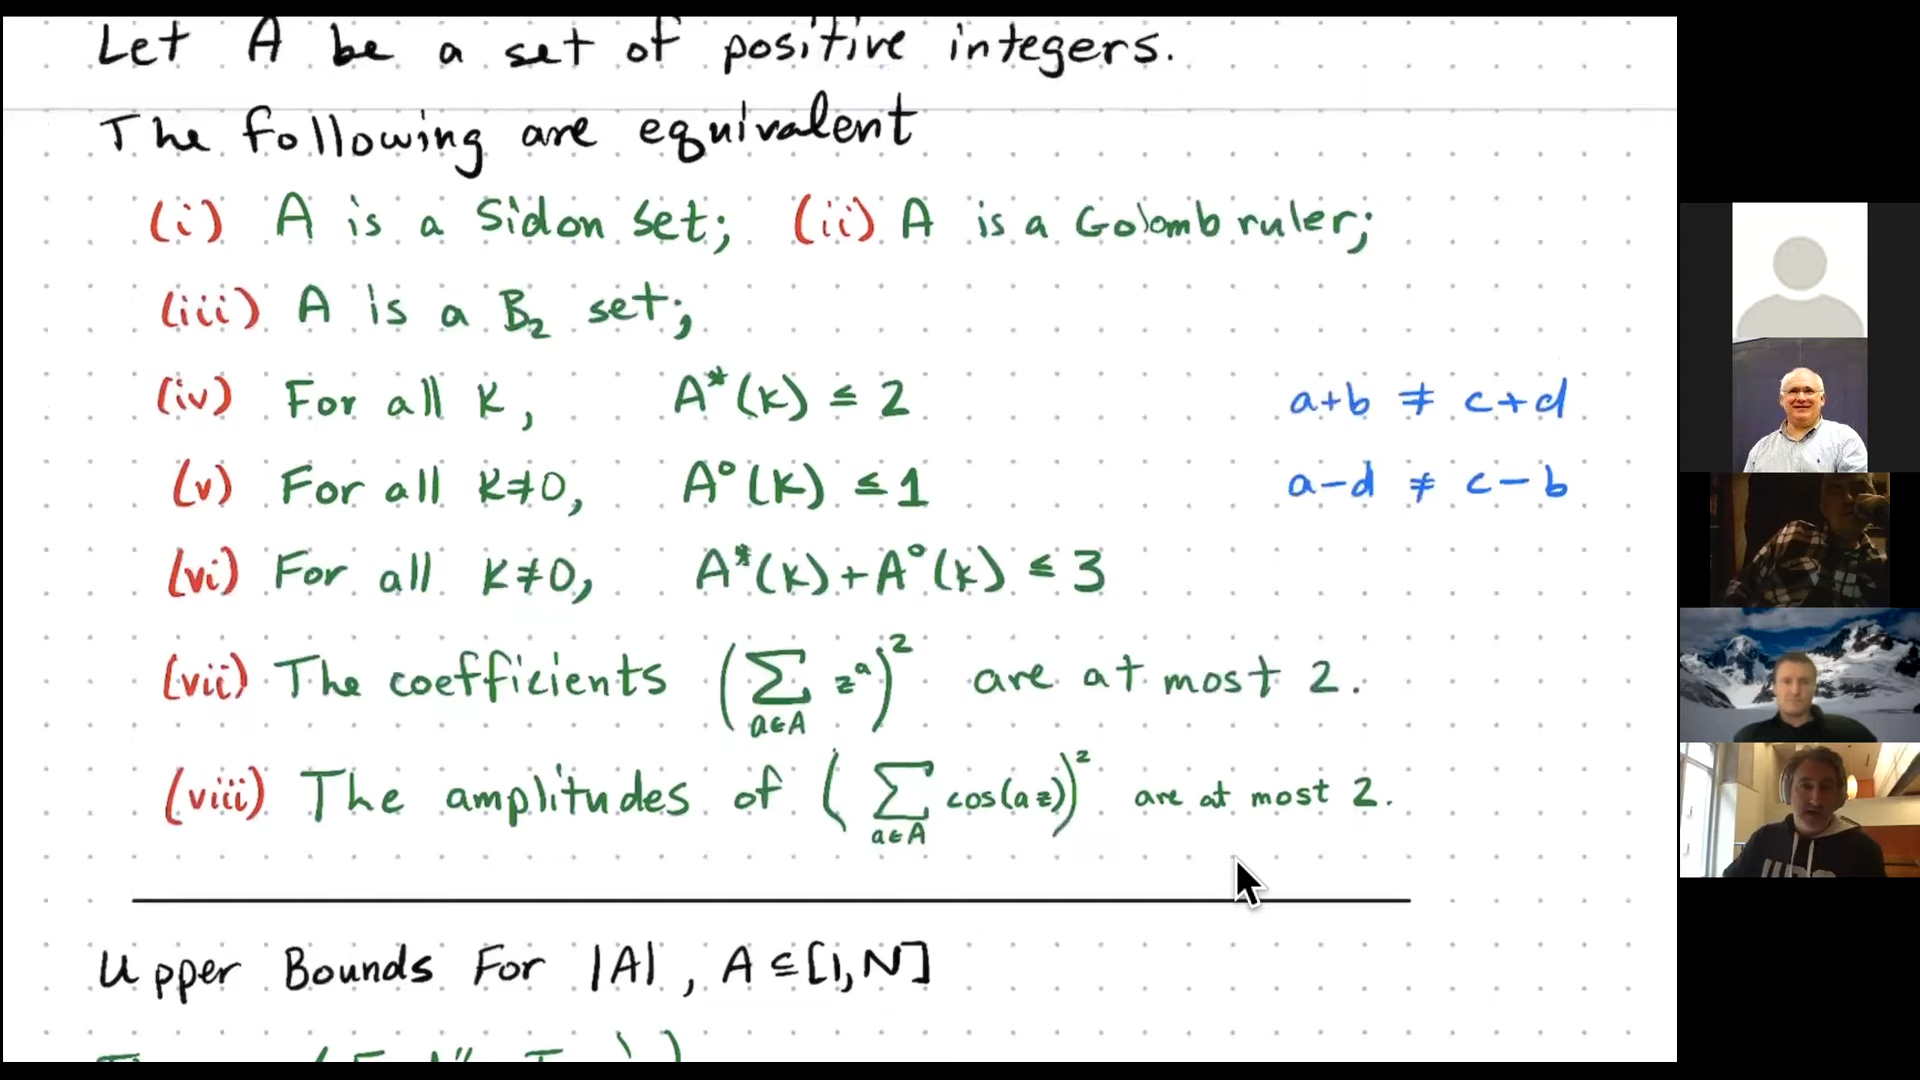 Let A be a set of positive integers.
The following are equivalent
(i) A is a Sidon set; (ii) A is a Golomb ruler;
(iii) A is a B₂ set;
(iv) For all K, A*(K) ≤ 2 a+b ≠ c+d
(v) For all K≠0, A°(K) ≤ 1 a-d ≠ c-b
(vi) For all K≠0, A*(K)+A°(K) ≤ 3
(vii) The coefficients (∑_{a∈A} z^a)² are at most 2.
(viii) The amplitudes of (∑_{a∈A} cos(az))² are at most 2.
Upper Bounds For |A|, A⊆[1,N]